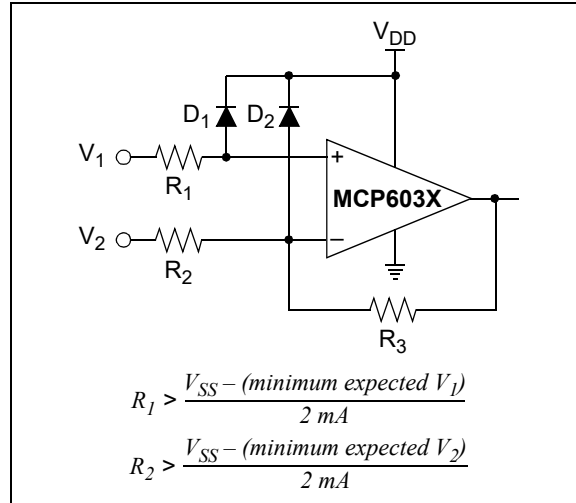 V_DD
D_1 D_2
V_1
R_1
+
MCP603X
V_2
R_2
–
R_3
R_1 > V_SS – (minimum expected V_1) / 2 mA
R_2 > V_SS – (minimum expected V_2) / 2 mA